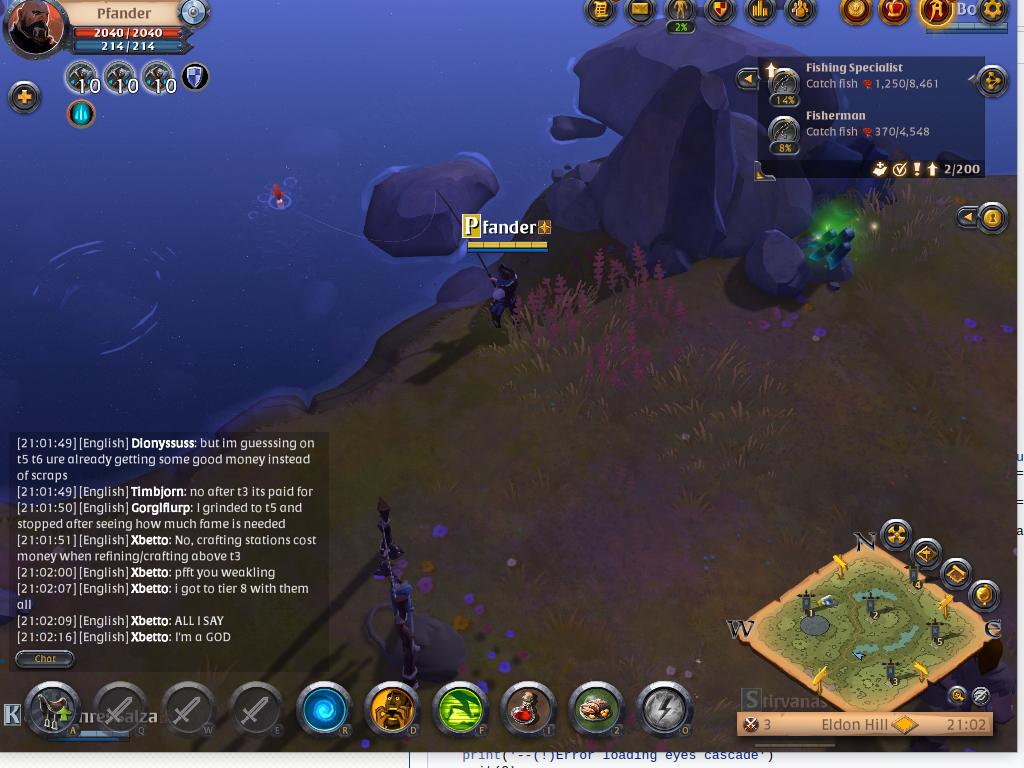 Pfander
2040 / 2040
214 / 214
10 10 10
2%
Bo
Fishing Specialist
Catch fish 1,250/8,461
14%
Fisherman
Catch fish 370/4,548
8%
2/200
Pfander
[21:01:49] [English] Dionyssuss: but im guesssing on
t5 t6 ure already getting some good money instead
of scraps
[21:01:49] [English] Timbjorn: no after t3 its paid for
[21:01:50] [English] Gorgiflurp: I grinded to t5 and
stopped after seeing how much fame is needed
[21:01:51] [English] Xbetto: No, crafting stations cost
money when refining/crafting above t3
[21:02:00] [English] Xbetto: pfft you weakling
[21:02:07] [English] Xbetto: i got to tier 8 with them
all
[21:02:09] [English] Xbetto: ALL I SAY
[21:02:16] [English] Xbetto: I'm a GOD
Chat
N
W
E
1
2
3
4
5
Stirvanas
K
A Q W E R D F 1 2 O
3 Eldon Hill 21:02
print('--(!)Error loading eyes cascade')